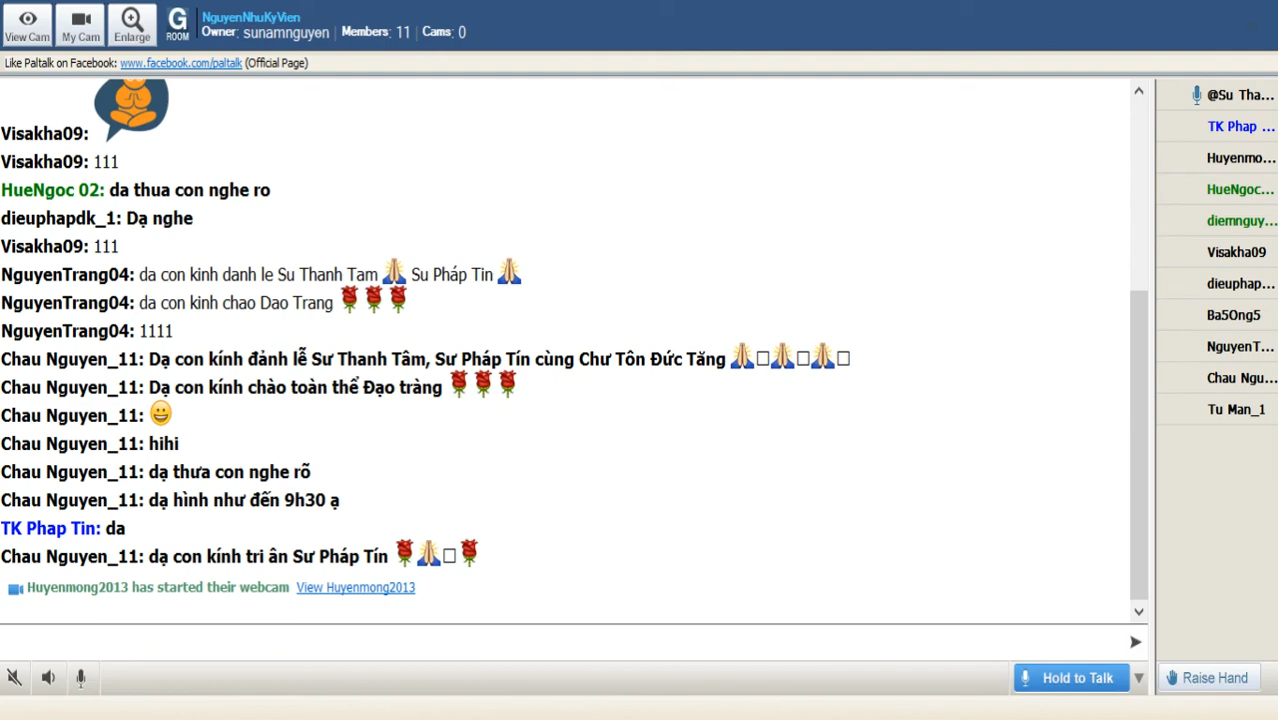 View Cam
My Cam
Enlarge
G
ROOM
NguyenNhuKyVien
Owner: sunamnguyen
Members: 11
Cams: 0
Like Paltalk on Facebook: www.facebook.com/paltalk (Official Page)
Visakha09:
Visakha09: 111
HueNgoc 02: da thua con nghe ro
dieuphapdk_1: Dạ nghe
Visakha09: 111
NguyenTrang04: da con kinh danh le Su Thanh Tam 🙏 Su Pháp Tin 🙏
NguyenTrang04: da con kinh chao Dao Trang 🌹🌹🌹
NguyenTrang04: 1111
Chau Nguyen_11: Dạ con kính đảnh lễ Sư Thanh Tâm, Sư Pháp Tín cùng Chư Tôn Đức Tăng 🙏□🙏□🙏□
Chau Nguyen_11: Dạ con kính chào toàn thể Đạo tràng 🌹🌹🌹
Chau Nguyen_11: 😀
Chau Nguyen_11: hihi
Chau Nguyen_11: dạ thưa con nghe rõ
Chau Nguyen_11: dạ hình như đến 9h30 ạ
TK Phap Tin: da
Chau Nguyen_11: dạ con kính tri ân Sư Pháp Tín 🌹🙏□🌹
Huyenmong2013 has started their webcam View Huyenmong2013
@Su Tha...
TK Phap ...
Huyenmo...
HueNgoc...
diemnguy...
Visakha09
dieuphap...
Ba5Ong5
NguyenT...
Chau Ngu...
Tu Man_1
Hold to Talk
Raise Hand